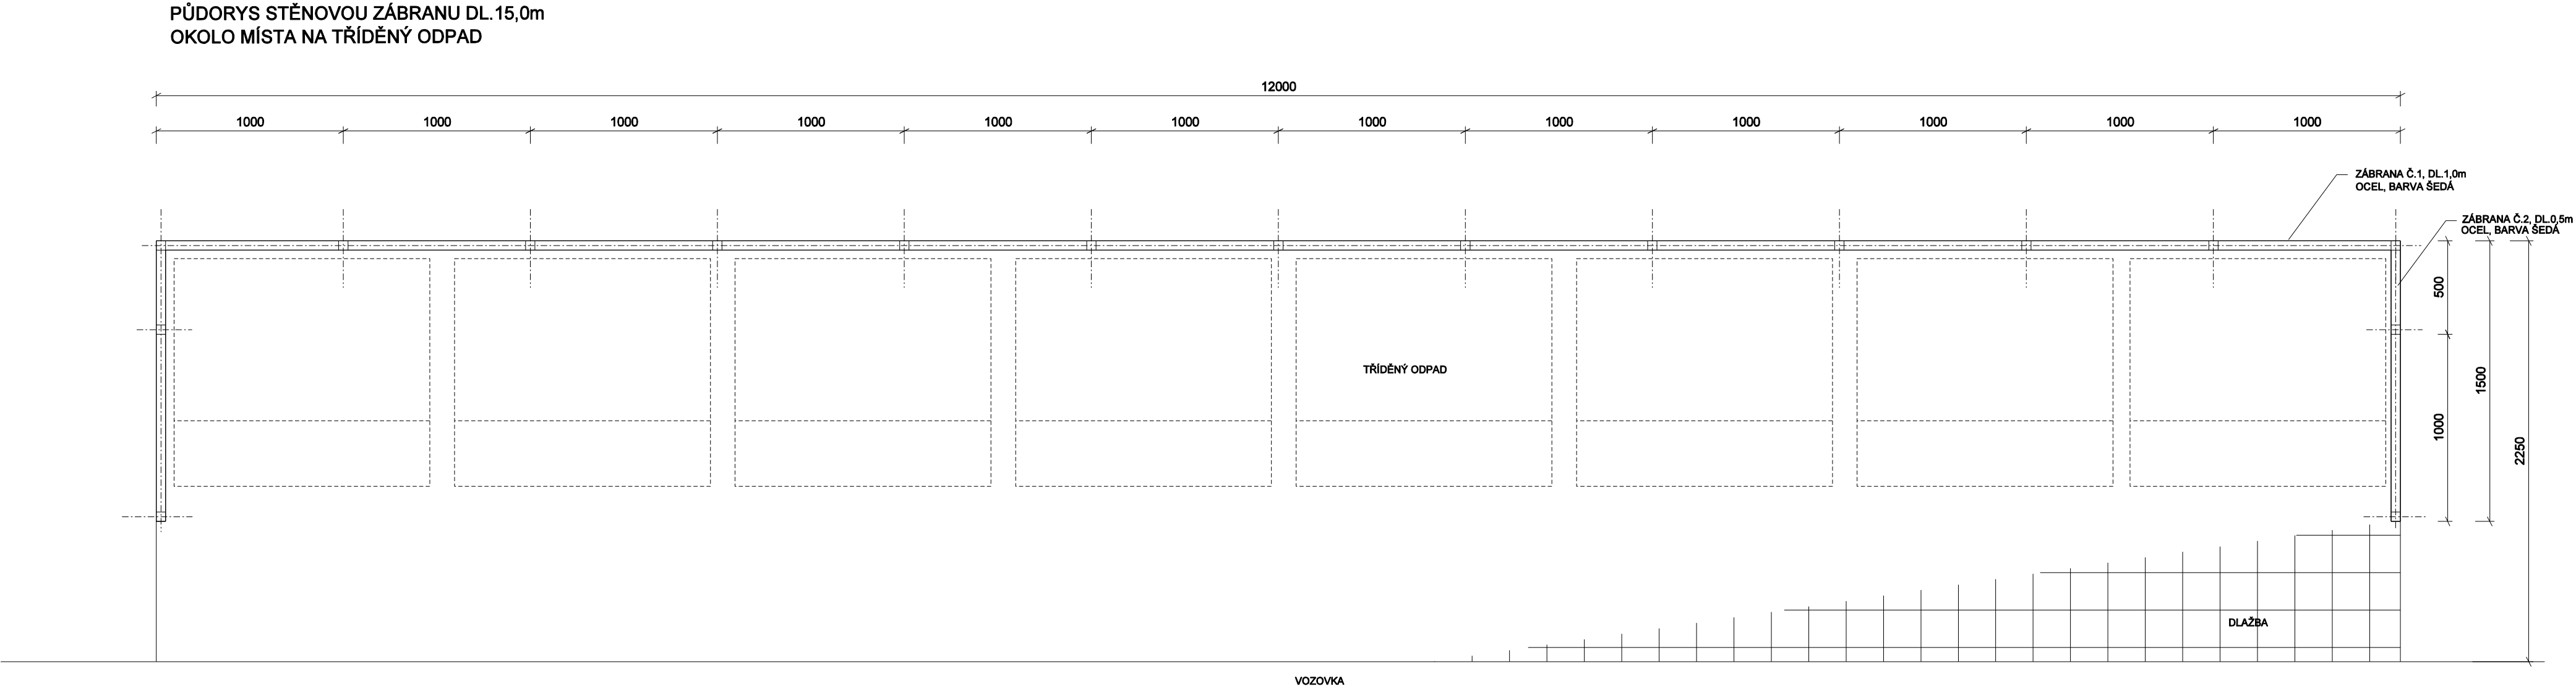 PŮDORYS STĚNOVOU ZÁBRANU DL.15,0m
OKOLO MÍSTA NA TŘÍDĚNÝ ODPAD
12000
1000 1000 1000 1000 1000 1000 1000 1000 1000 1000 1000 1000
ZÁBRANA Č.1, DL.1,0m
OCEL, BARVA ŠEDÁ
ZÁBRANA Č.2, DL.0,5m
OCEL, BARVA ŠEDÁ
500
1500
1000
2250
TŘÍDĚNÝ ODPAD
DLAŽBA
VOZOVKA